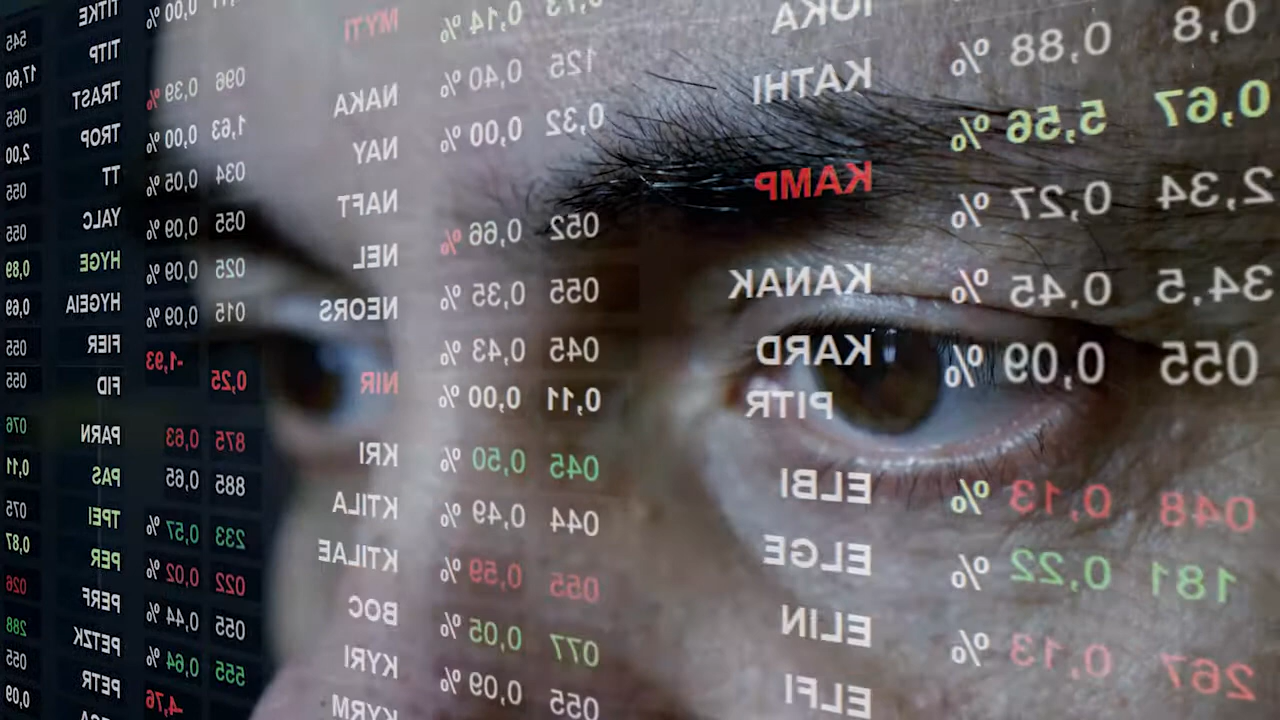 0,8 0,88 % IOKA
0,67 5,56 % KATHI
2,34 0,27 % KAMP
34,5 0,45 % KANAK
055 0,09 % KARD
PITR
048 0,13 % ELBI
181 0,22 % ELGE
267 0,13 % ELIN
ELFI
0,14 % MYTI
125 0,40 % NAKA
0,32 0,00 % NAY
NAFT
052 0,66 % NEL
055 0,35 % NEORS
045 0,43 %
0,11 0,00 % NIR
045 0,50 % KRI
044 0,49 % KTILA
055 0,59 % KTILAE
077 0,05 % BOC
055 0,09 % KYRI
KYRM
0,00 %
TITP
096 0,39 % TRAST
1,63 0,00 % TROP
034 0,05 % TT
055 0,09 % YALC
025 0,09 % HYGE
015 0,09 % HYGEIA
-1,93 FIER
0,25 FID
875 0,63 PARN
885 0,65 PAS
233 0,57 % TPEI
022 0,02 % PER
055 0,44 % PERF
555 0,64 % PETZK
-4,76 PETR
545
17,60
065
2,00
055
055
0,89
0,69
055
055
076
0,11
075
0,87
026
288
055
0,09